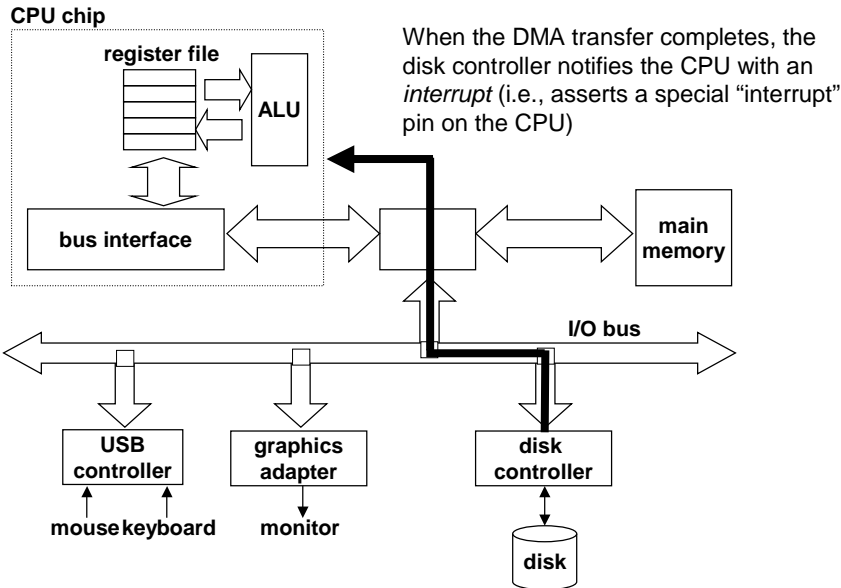 CPU chip
register file
ALU
When the DMA transfer completes, the
disk controller notifies the CPU with an
interrupt (i.e., asserts a special “interrupt”
pin on the CPU)
bus interface
main
memory
I/O bus
USB
controller
graphics
adapter
disk
controller
mouse keyboard
monitor
disk